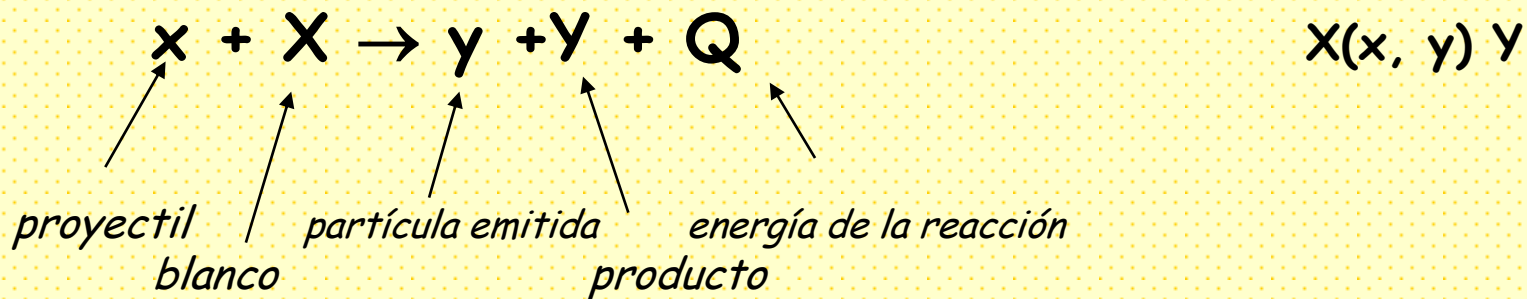 x + X → y +Y + Q X(x, y) Y
proyectil partícula emitida energía de la reacción
blanco producto